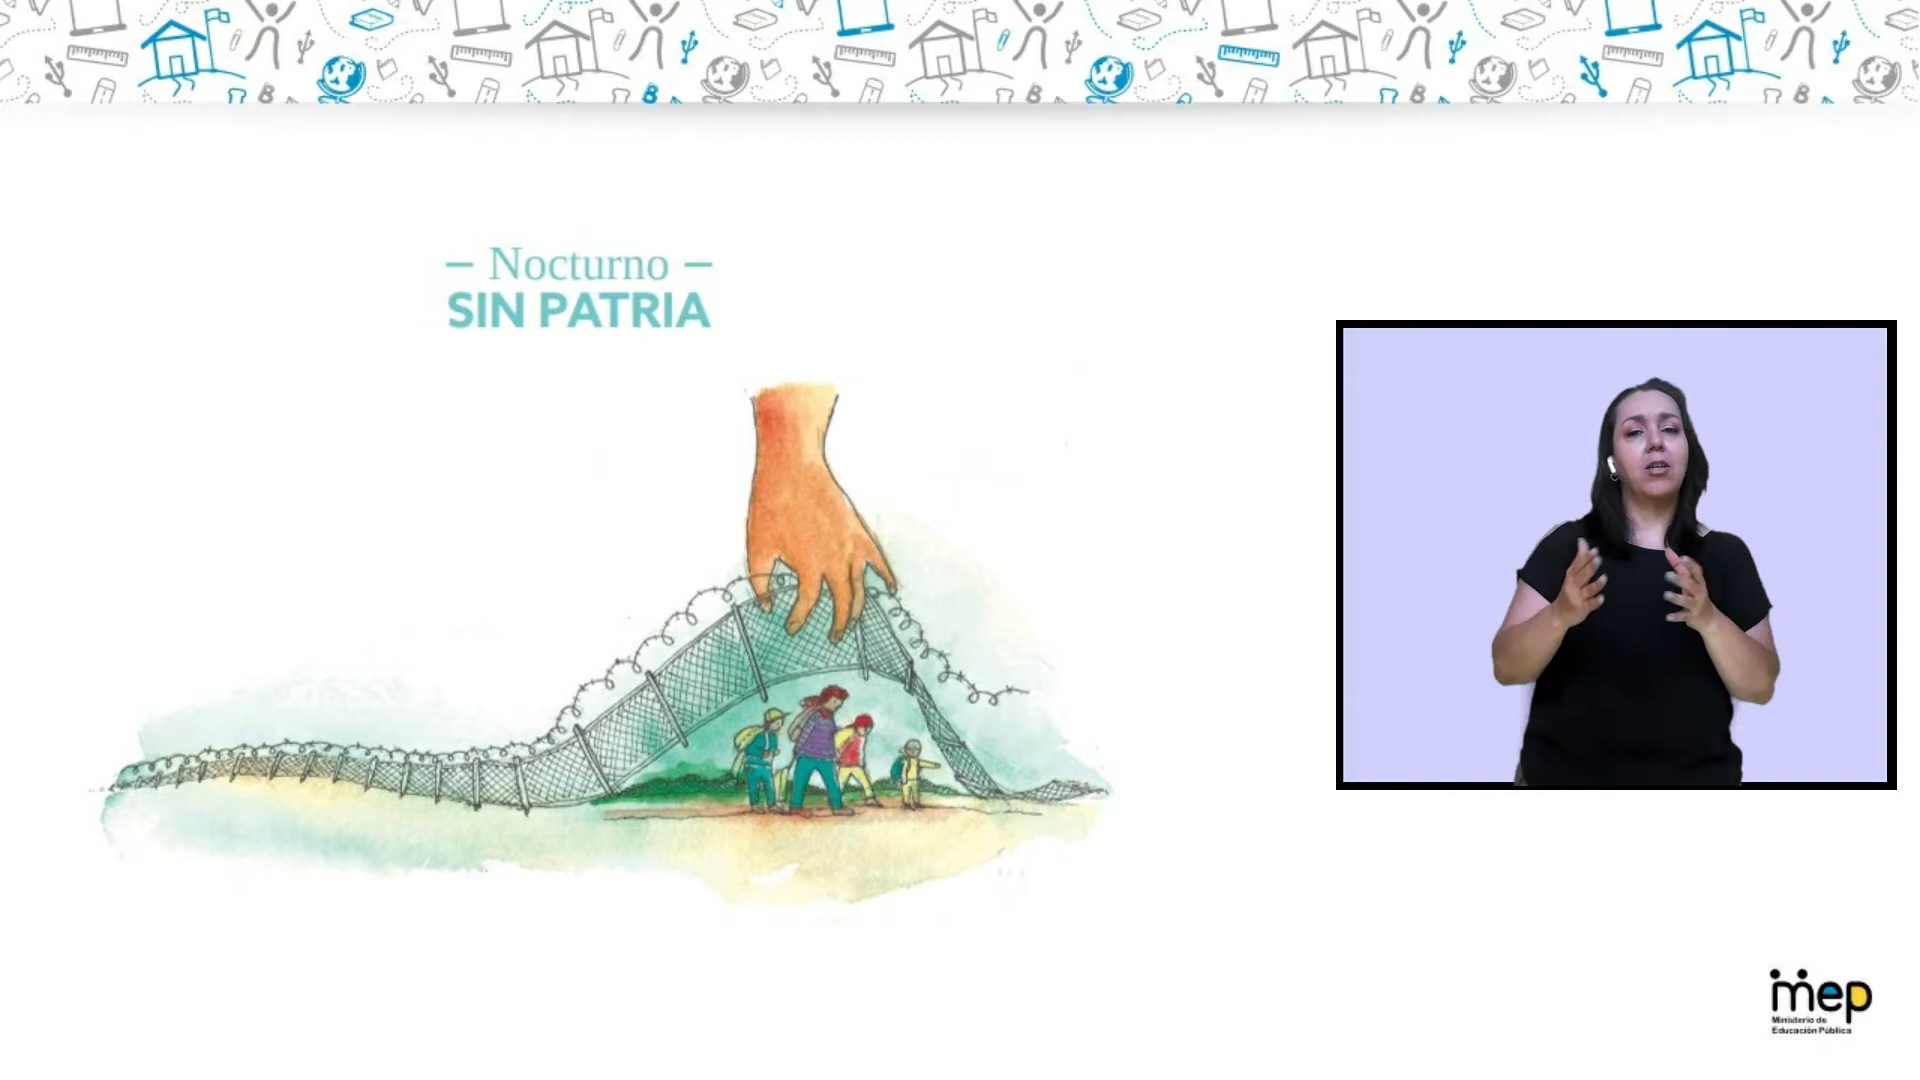 – Nocturno –
SIN PATRIA
mep
Ministerio de
Educación Pública